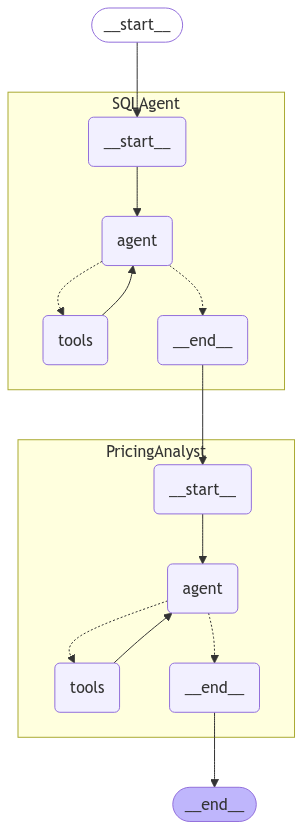 __start__
SQLAgent
__start__
agent
tools
__end__
PricingAnalyst
__start__
agent
tools
__end__
__end__